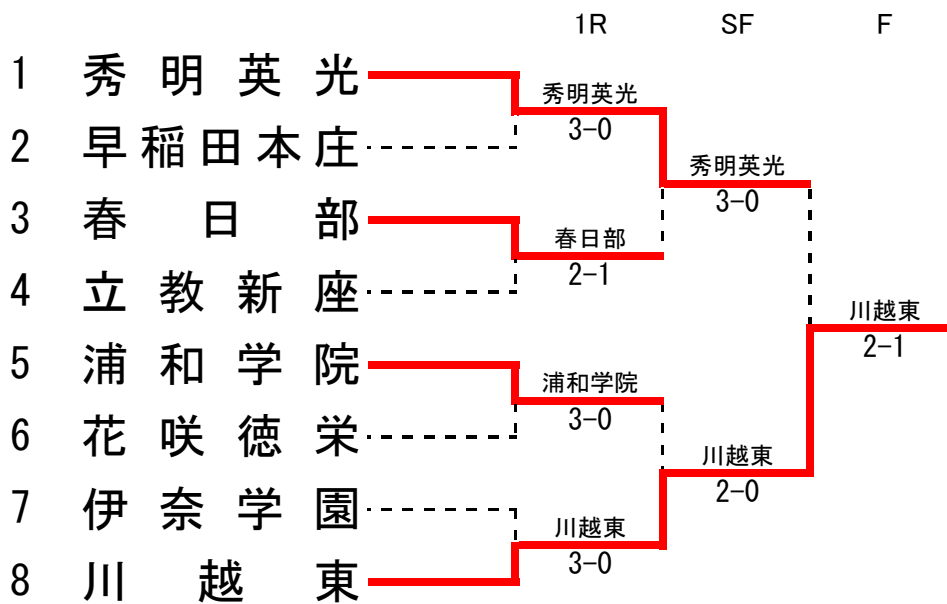 1R SF F
1 秀明英光
秀明英光
3-0
2 早稲田本庄
秀明英光
3-0
3 春日部
春日部
2-1
4 立教新座
川越東
2-1
5 浦和学院
浦和学院
3-0
6 花咲徳栄
川越東
2-0
7 伊奈学園
川越東
3-0
8 川越東